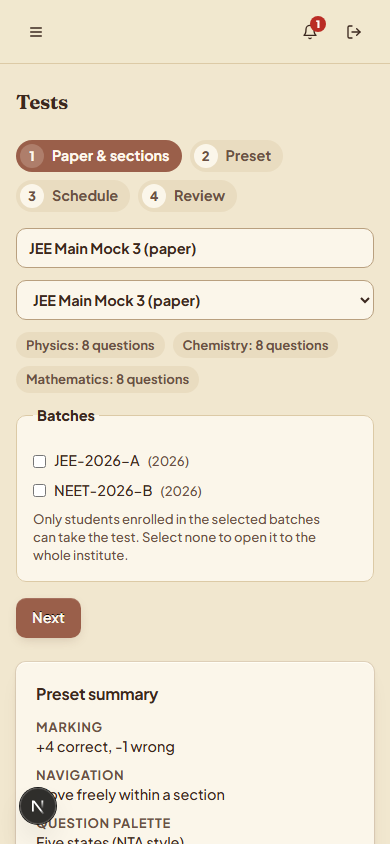 1
Tests
1 Paper & sections 2 Preset
3 Schedule 4 Review
JEE Main Mock 3 (paper)
JEE Main Mock 3 (paper)
Physics: 8 questions Chemistry: 8 questions
Mathematics: 8 questions
Batches
JEE-2026-A (2026)
NEET-2026-B (2026)
Only students enrolled in the selected batches
can take the test. Select none to open it to the
whole institute.
Next
Preset summary
MARKING
+4 correct, -1 wrong
NAVIGATION
freely within a section
N
QUESTION PALETTE
Five states (NTA style)